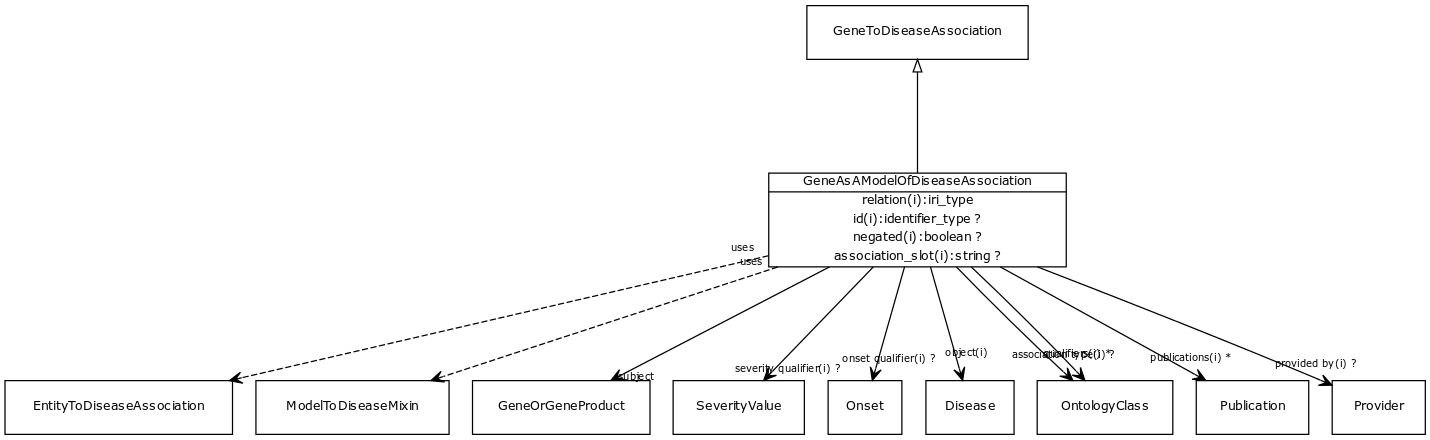 GeneToDiseaseAssociation
GeneAsAModelOfDiseaseAssociation
relation(i):iri_type
id(i):identifier_type ?
negated(i):boolean ?
association_slot(i):string ?
uses
uses
subject
severity qualifier(i) ?
onset qualifier(i) ?
object(i)
association type(i) ?
qualifiers(i) *
publications(i) *
provided by(i) ?
EntityToDiseaseAssociation
ModelToDiseaseMixin
GeneOrGeneProduct
SeverityValue
Onset
Disease
OntologyClass
Publication
Provider